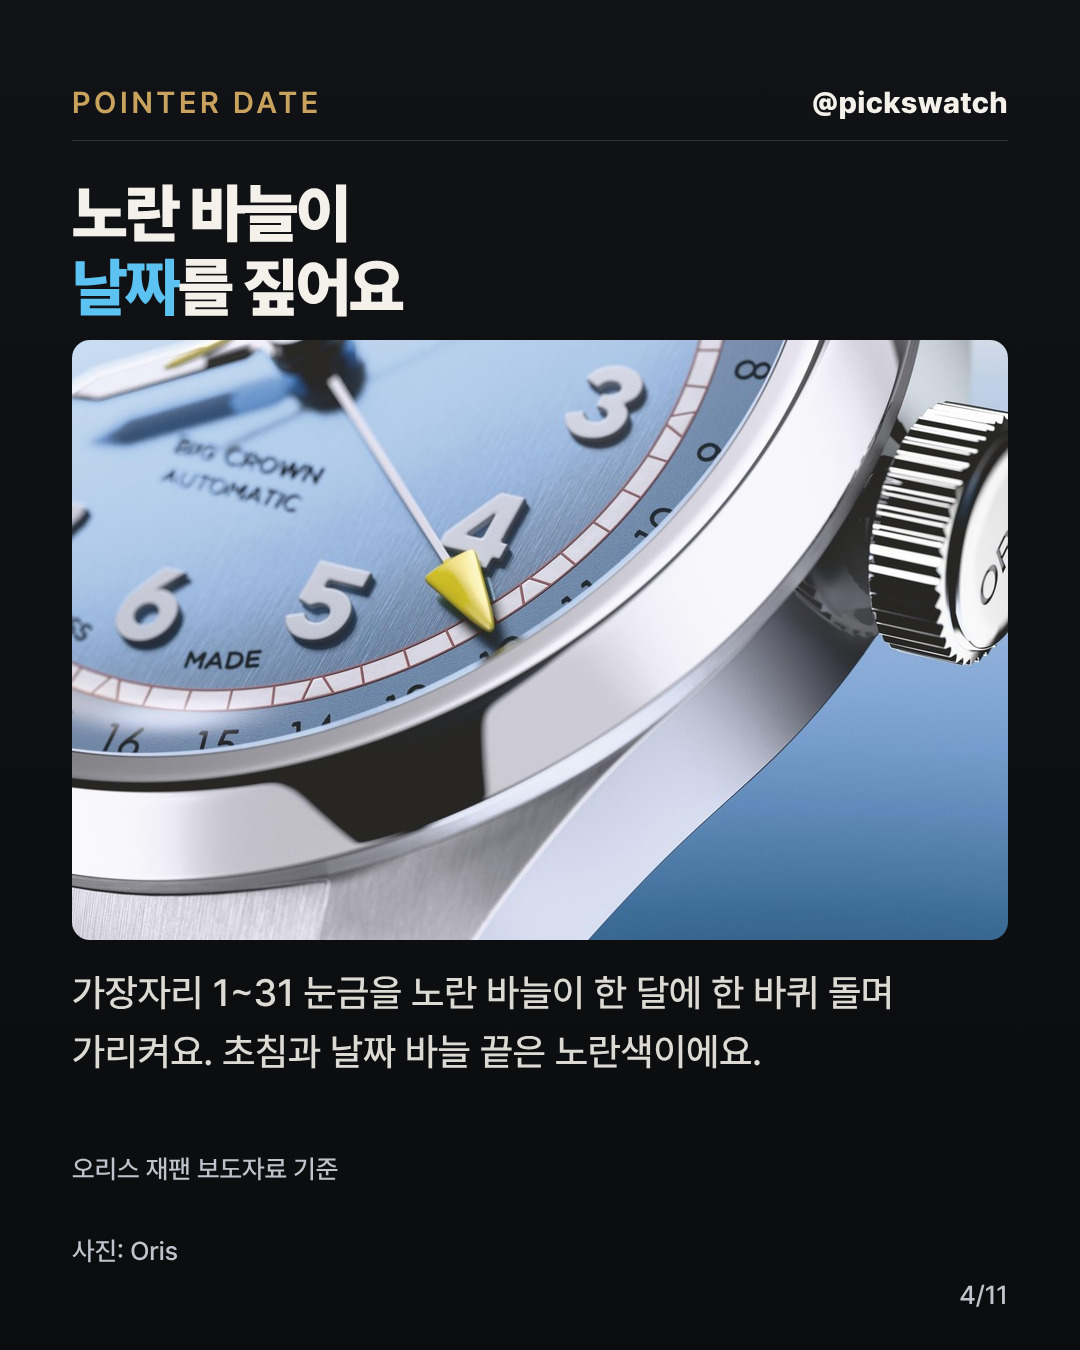 POINTER DATE
@pickswatch
노란 바늘이
날짜를 짚어요
BIG CROWN
AUTOMATIC
3
4
5
6
MADE
8
9
10
11
12
13
14
15
16
가장자리 1~31 눈금을 노란 바늘이 한 달에 한 바퀴 돌며
가리켜요. 초침과 날짜 바늘 끝은 노란색이에요.
오리스 재팬 보도자료 기준
사진: Oris
4/11